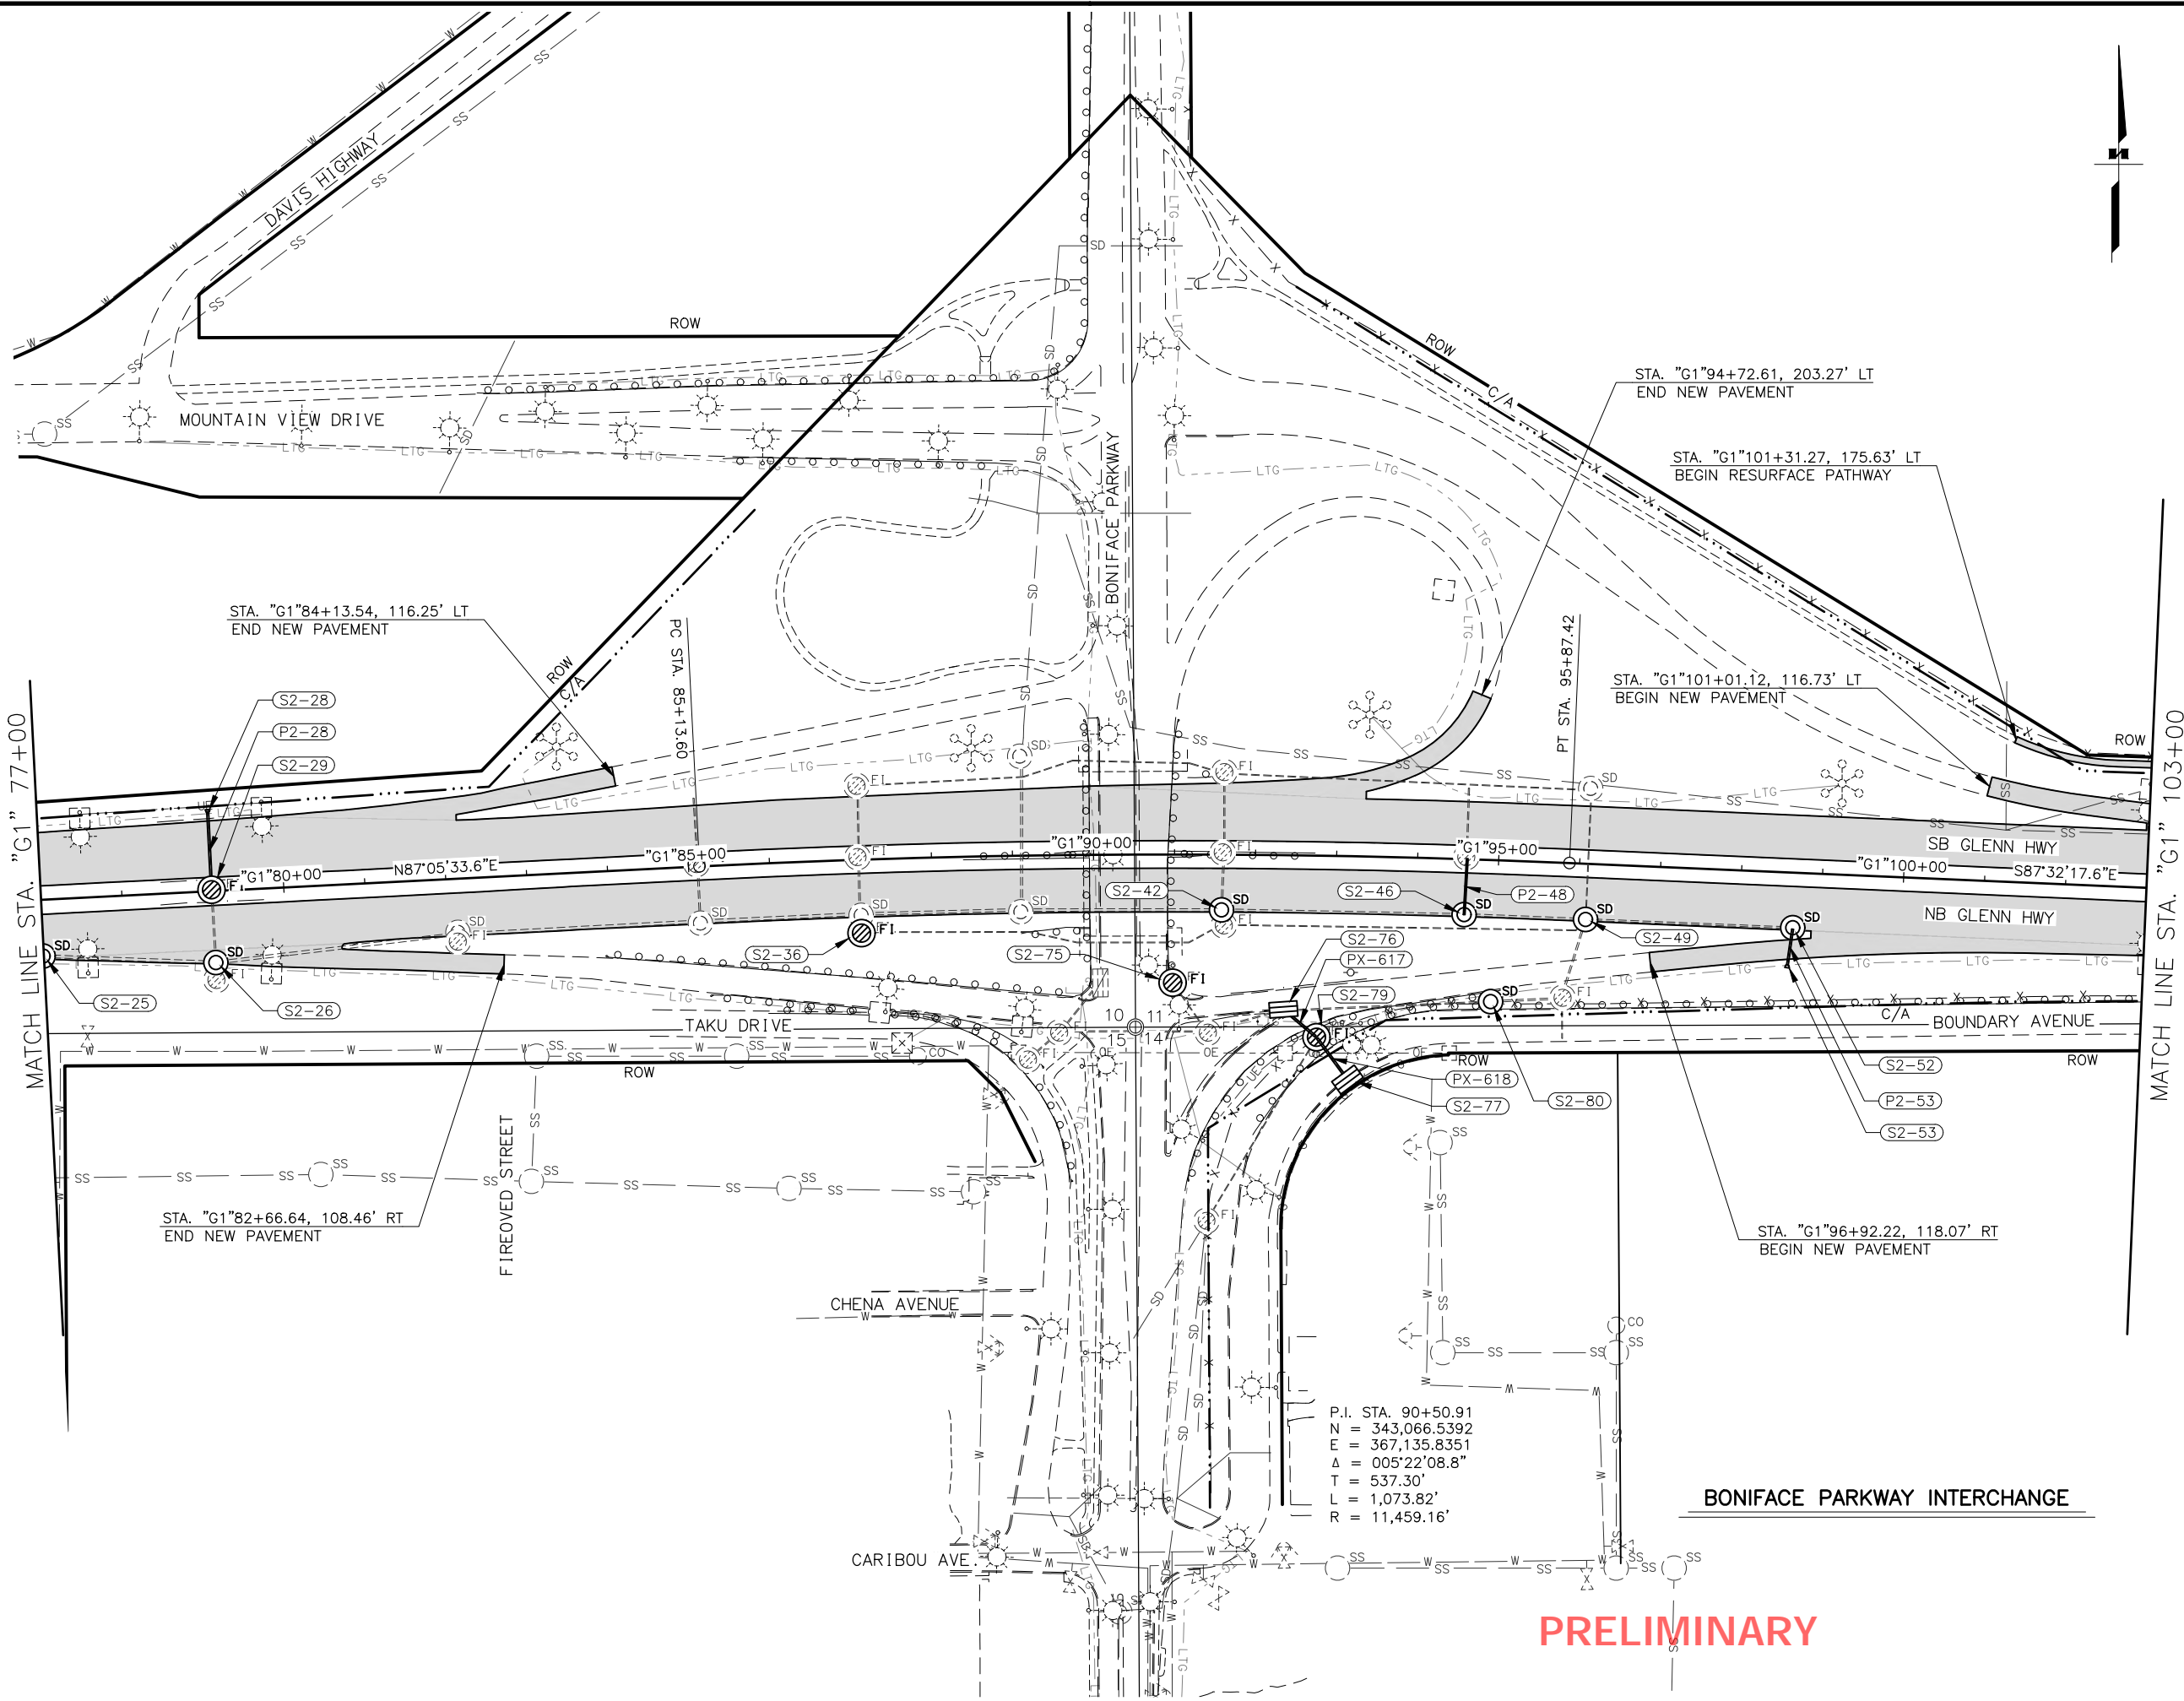 DAVIS HIGHWAY
ROW
MOUNTAIN VIEW DRIVE
BONIFACE PARKWAY
ROW
C/A
STA. "G1"94+72.61, 203.27' LT
END NEW PAVEMENT
STA. "G1"101+31.27, 175.63' LT
BEGIN RESURFACE PATHWAY
STA. "G1"84+13.54, 116.25' LT
END NEW PAVEMENT
ROW
C/A
PC STA. 85+13.60
PT STA. 95+87.42
STA. "G1"101+01.12, 116.73' LT
BEGIN NEW PAVEMENT
ROW
S2-28
P2-28
S2-29
MATCH LINE STA. "G1" 77+00
MATCH LINE STA. "G1" 103+00
"G1"80+00
N87°05'33.6"E
"G1"85+00
"G1"90+00
"G1"95+00
"G1"100+00
S87°32'17.6"E
SB GLENN HWY
NB GLENN HWY
S2-42
S2-46
P2-48
S2-49
S2-36
S2-75
S2-76
PX-617
S2-79
S2-25
S2-26
TAKU DRIVE
10
11
15
14
C/A
BOUNDARY AVENUE
ROW
ROW
ROW
PX-618
S2-77
S2-80
S2-52
P2-53
S2-53
FIREOVED STREET
STA. "G1"82+66.64, 108.46' RT
END NEW PAVEMENT
STA. "G1"96+92.22, 118.07' RT
BEGIN NEW PAVEMENT
CHENA AVENUE
CO
P.I. STA. 90+50.91
N = 343,066.5392
E = 367,135.8351
Δ = 005°22'08.8"
T = 537.30'
L = 1,073.82'
R = 11,459.16'
BONIFACE PARKWAY INTERCHANGE
CARIBOU AVE.
PRELIMINARY